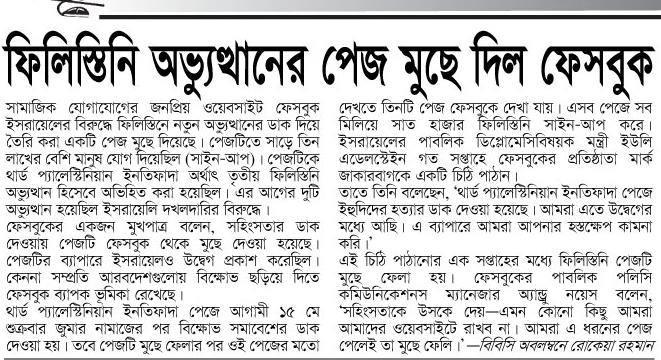 ফিলিস্তিনি অভ্যুত্থানের পেজ মুছে দিল ফেসবুক
সামাজিক যোগাযোগের জনপ্রিয় ওয়েবসাইট ফেসবুক
ইসরায়েলের বিরুদ্ধে ফিলিস্তিনে নতুন অভ্যুত্থানের ডাক দিয়ে
তৈরি করা একটি পেজ মুছে দিয়েছে। পেজটিতে সাড়ে তিন
লাখের বেশি মানুষ যোগ দিয়েছিল (সাইন-আপ)। পেজটিকে
থার্ড প্যালেস্টিনিয়ান ইনতিফাদা অর্থাৎ তৃতীয় ফিলিস্তিনি
অভ্যুত্থান হিসেবে অভিহিত করা হয়েছিল। এর আগের দুটি
অভ্যুত্থান হয়েছিল ইসরায়েলি দখলদারির বিরুদ্ধে।
ফেসবুকের একজন মুখপাত্র বলেন, সহিংসতার ডাক
দেওয়ায় পেজটি ফেসবুক থেকে মুছে দেওয়া হয়েছে।
পেজটির ব্যাপারে ইসরায়েলও উদ্বেগ প্রকাশ করেছিল।
কেননা সম্প্রতি আরবদেশগুলোয় বিক্ষোভ ছড়িয়ে দিতে
ফেসবুক ব্যাপক ভূমিকা রেখেছে।
থার্ড প্যালেস্টিনিয়ান ইনতিফাদা পেজে আগামী ১৫ মে
শুক্রবার জুমার নামাজের পর বিক্ষোভ সমাবেশের ডাক
দেওয়া হয়। তবে পেজটি মুছে ফেলার পর ওই পেজের মতো
দেখতে তিনটি পেজ ফেসবুকে দেখা যায়। এসব পেজে সব
মিলিয়ে সাত হাজার ফিলিস্তিনি সাইন-আপ করে।
ইসরায়েলের পাবলিক ডিপ্লোমেসিবিষয়ক মন্ত্রী ইউলি
এডেলস্টেইন গত সপ্তাহে ফেসবুকের প্রতিষ্ঠাতা মার্ক
জাকারবাগকে একটি চিঠি পাঠান।
তাতে তিনি বলেছেন, ‘থার্ড প্যালেস্টিনিয়ান ইনতিফাদা পেজে
ইহুদিদের হত্যার ডাক দেওয়া হয়েছে। আমরা এতে উদ্বেগের
মধ্যে আছি। এ ব্যাপারে আমরা আপনার হস্তক্ষেপ কামনা
করি।’
এই চিঠি পাঠানোর এক সপ্তাহের মধ্যে ফিলিস্তিনি পেজটি
মুছে ফেলা হয়। ফেসবুকের পাবলিক পলিসি
কমিউনিকেশনস ম্যানেজার অ্যান্ড্রু নয়েস বলেন,
‘সহিংসতাকে উসকে দেয়—এমন কোনো কিছু আমরা
আমাদের ওয়েবসাইটে রাখব না। আমরা এ ধরনের পেজ
পেলেই তা মুছে ফেলি।’—বিবিসি অবলম্বনে রোকেয়া রহমান